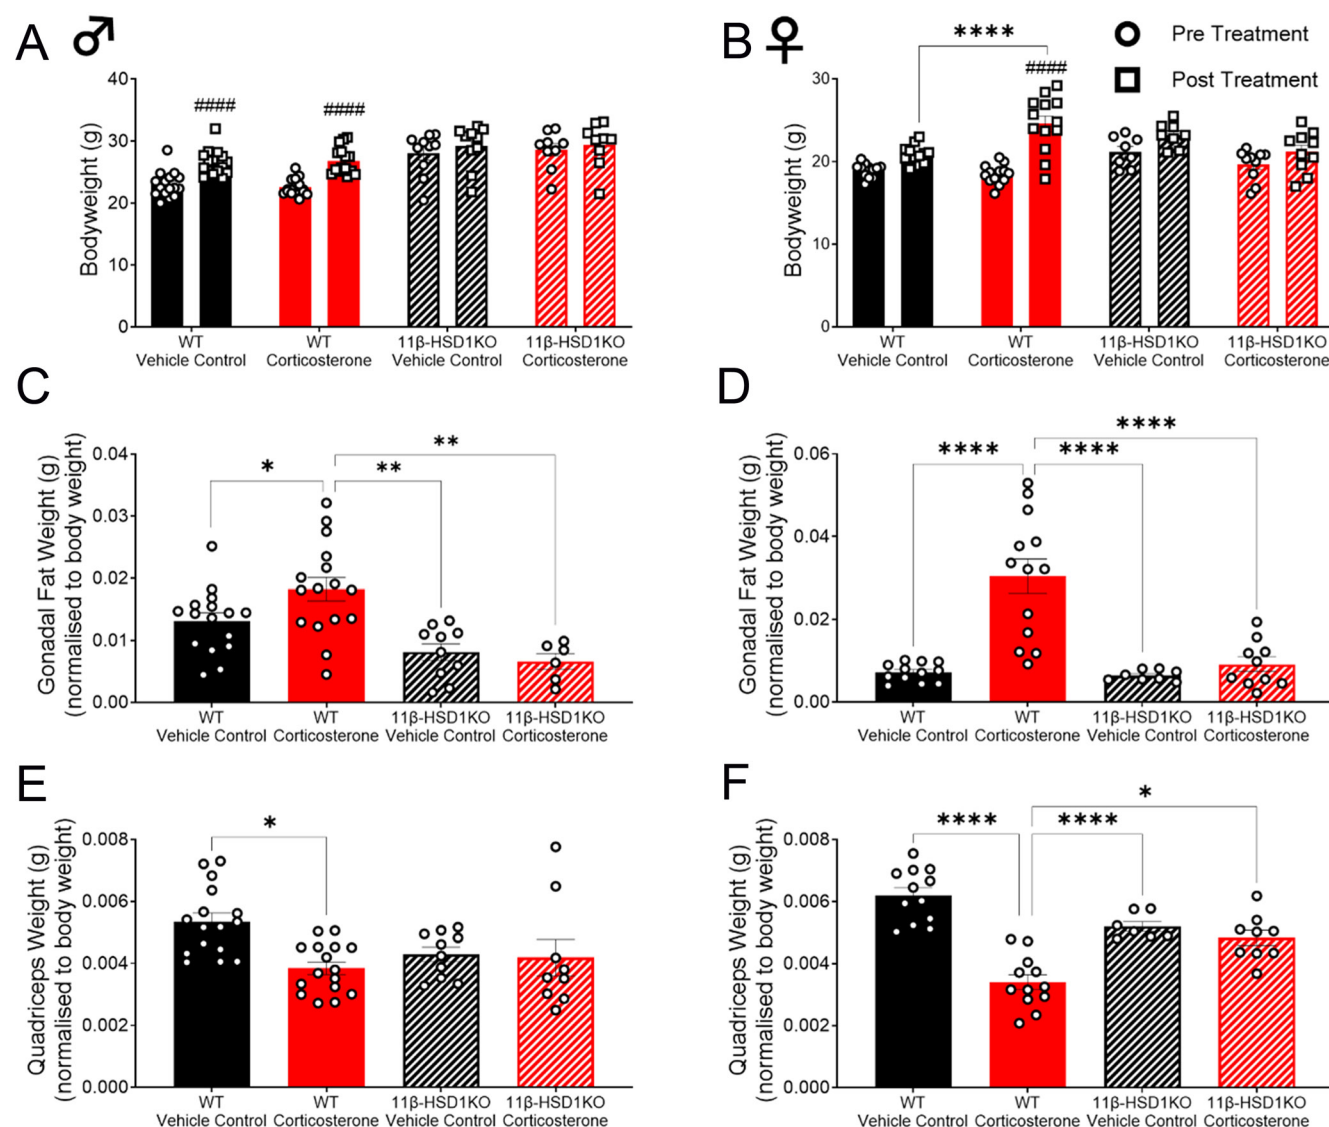 A ♂
B ♀
**** 
Pre Treatment
Post Treatment
####
####
####
Bodyweight (g)
40
30
20
10
0
WT
Vehicle Control
WT
Corticosterone
11β-HSD1KO
Vehicle Control
11β-HSD1KO
Corticosterone
Bodyweight (g)
30
20
10
0
WT
Vehicle Control
WT
Corticosterone
11β-HSD1KO
Vehicle Control
11β-HSD1KO
Corticosterone
C
Gonadal Fat Weight (g)
(normalised to body weight)
0.04
0.03
0.02
0.01
0.00
*
**
**
WT
Vehicle Control
WT
Corticosterone
11β-HSD1KO
Vehicle Control
11β-HSD1KO
Corticosterone
D
Gonadal Fat Weight (g)
(normalised to body weight)
0.06
0.04
0.02
0.00
****
****
****
WT
Vehicle Control
WT
Corticosterone
11β-HSD1KO
Vehicle Control
11β-HSD1KO
Corticosterone
E
Quadriceps Weight (g)
(normalised to body weight)
0.008
0.006
0.004
0.002
0.000
*
WT
Vehicle Control
WT
Corticosterone
11β-HSD1KO
Vehicle Control
11β-HSD1KO
Corticosterone
F
Quadriceps Weight (g)
(normalised to body weight)
0.008
0.006
0.004
0.002
0.000
****
****
*
WT
Vehicle Control
WT
Corticosterone
11β-HSD1KO
Vehicle Control
11β-HSD1KO
Corticosterone